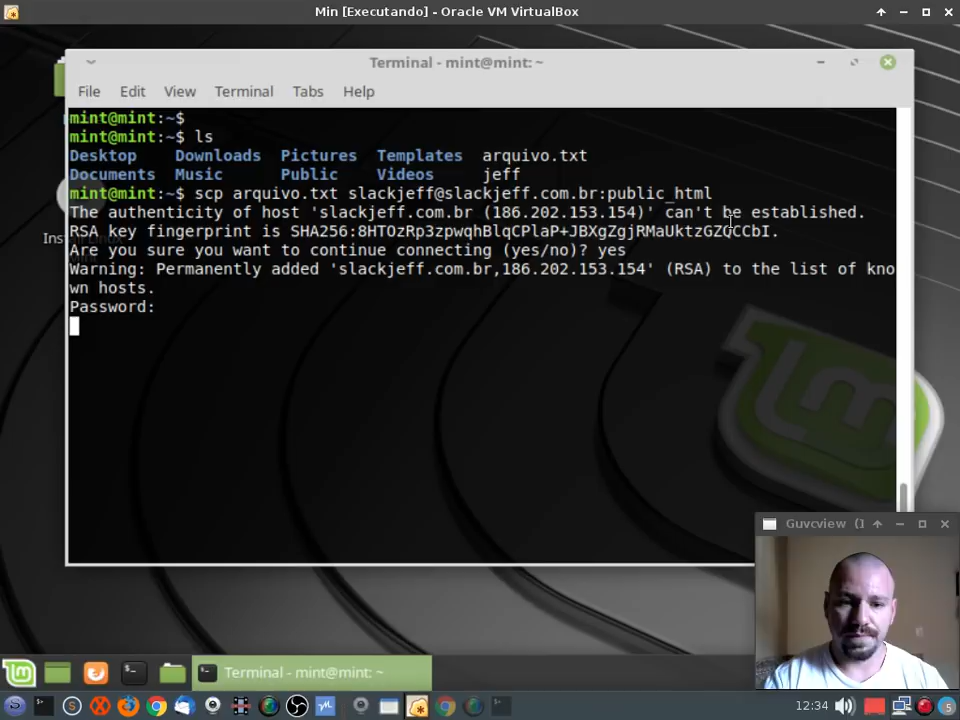 Min [Executando] - Oracle VM VirtualBox
Terminal - mint@mint: ~
File Edit View Terminal Tabs Help
mint@mint:~$
mint@mint:~$ ls
Desktop Downloads Pictures Templates arquivo.txt
Documents Music Public Videos jeff
mint@mint:~$ scp arquivo.txt slackjeff@slackjeff.com.br:public_html
The authenticity of host 'slackjeff.com.br (186.202.153.154)' can't be established.
RSA key fingerprint is SHA256:8HTOzRp3zpwqhBlqCPlaP+JBXgZgjRMaUktzGZQCCbI.
Are you sure you want to continue connecting (yes/no)? yes
Warning: Permanently added 'slackjeff.com.br,186.202.153.154' (RSA) to the list of kno
wn hosts.
Password:
Guvcview (1
Terminal - mint@mint: ~
12:34